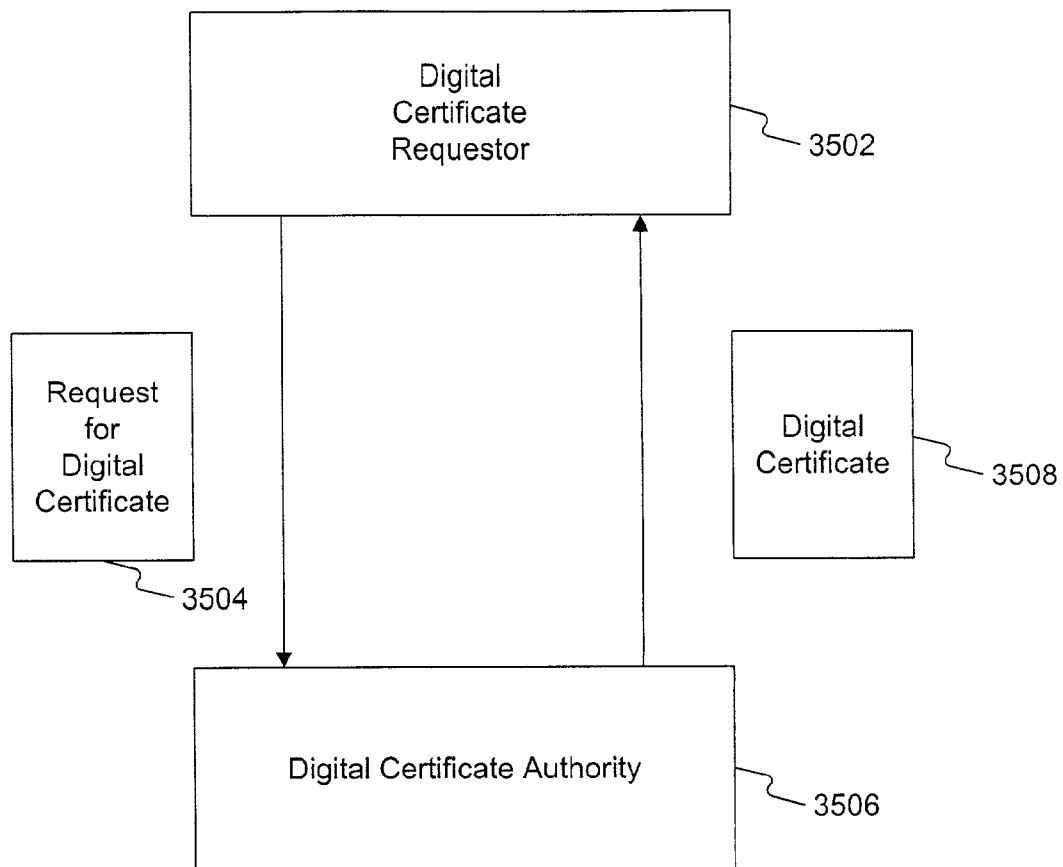 Digital
Certificate
Requestor
3502
Request
for
Digital
Certificate
3504
Digital
Certificate
3508
Digital Certificate Authority
3506